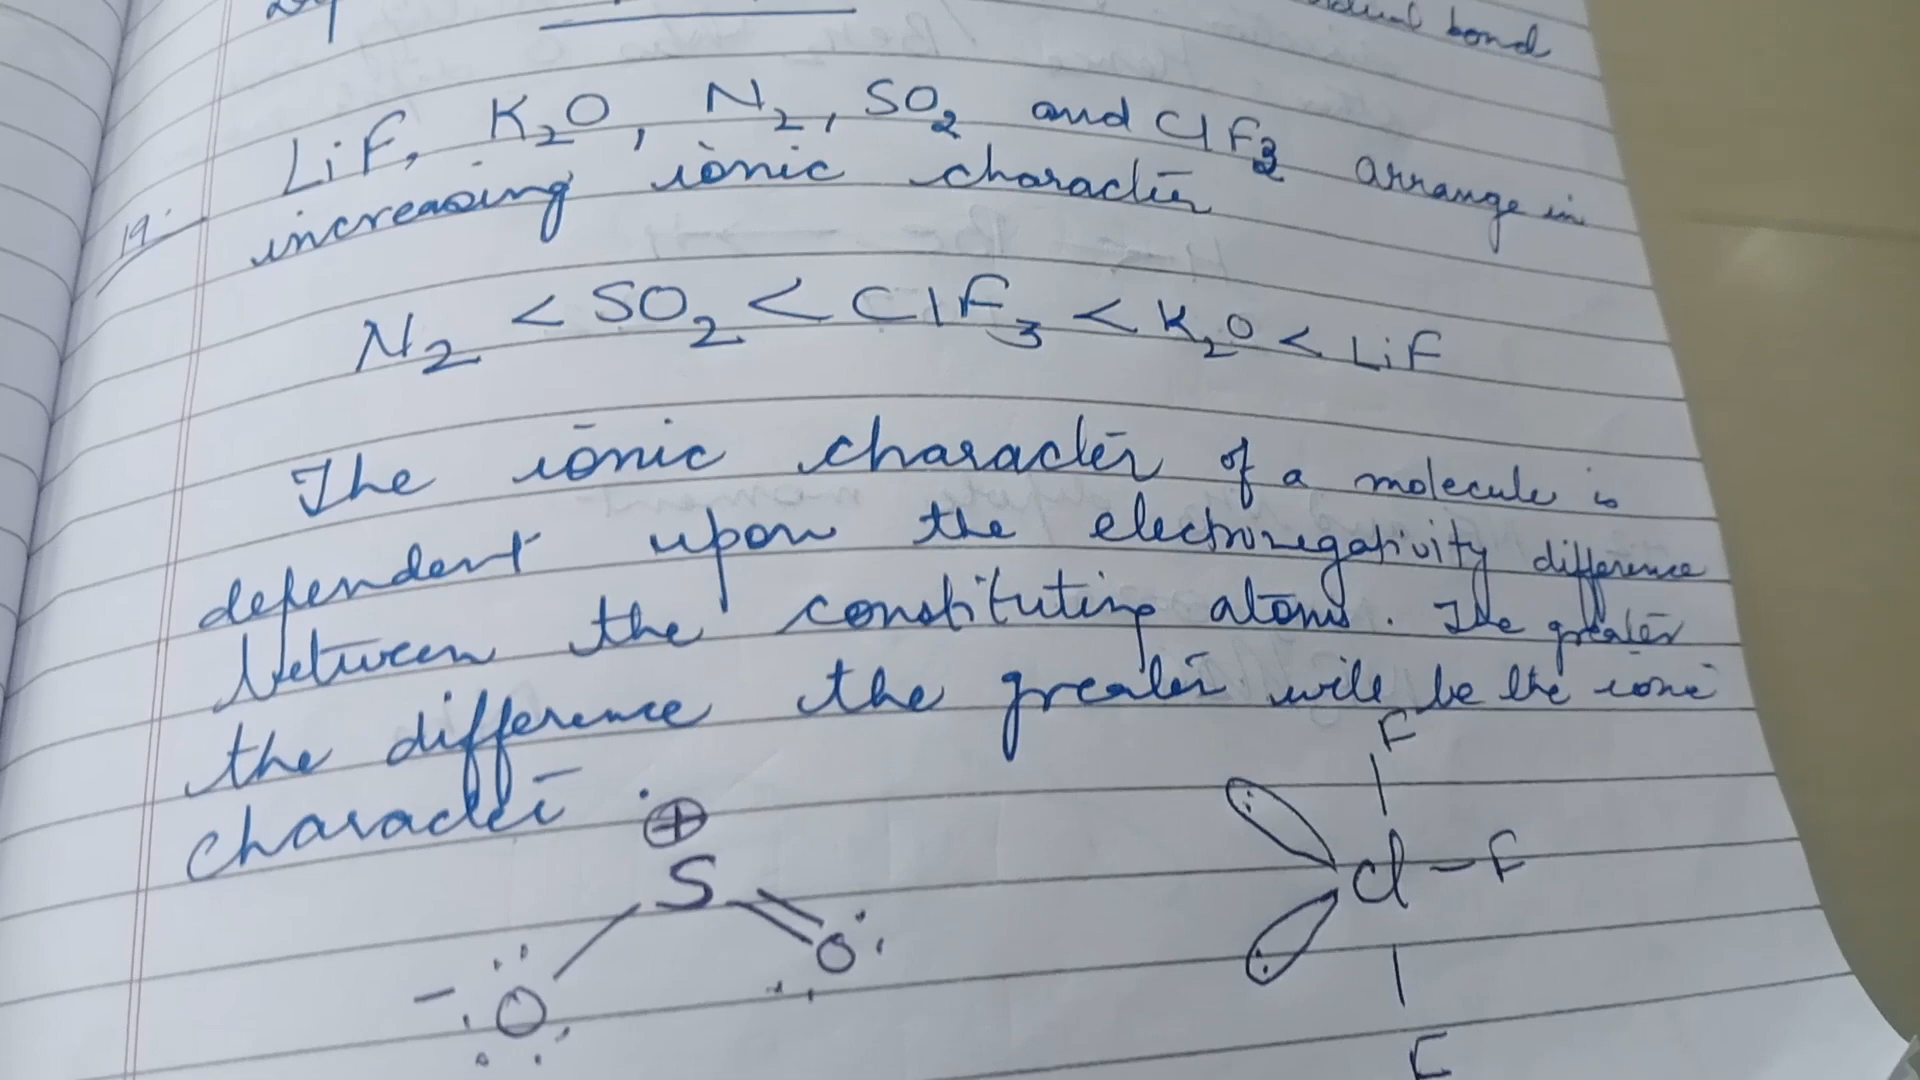 bond
LiF, K2O, N2, SO2 and ClF3 arrange in
19. increasing ionic character
N2 < SO2 < ClF3 < K2O < LiF
The ionic character of a molecule is
dependent upon the electronegativity difference
between the constituting atoms. The greater
the difference the greater will be the ionic
character
⊕
F
S
Cl-F
O
- O
F